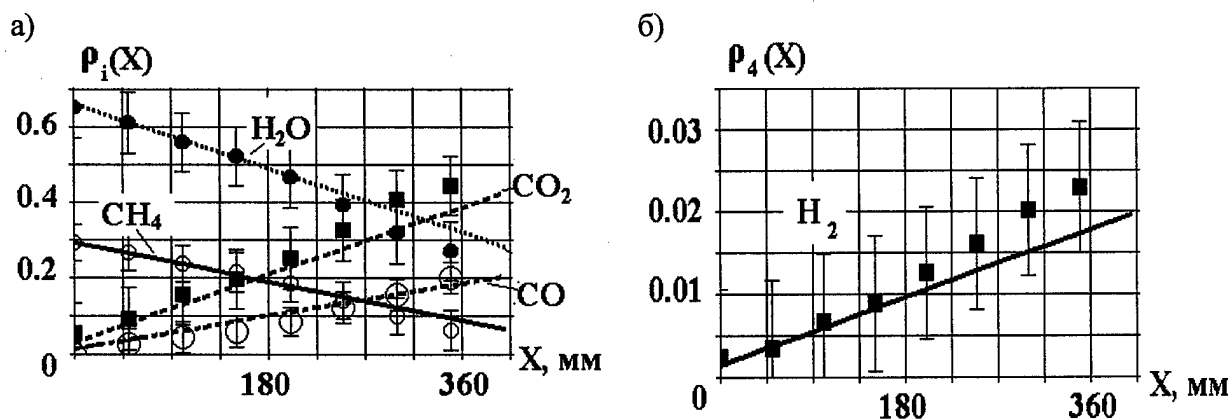 а)
ρᵢ(X)
0.6
0.4
0.2
0
H₂O
CH₄
CO₂
CO
180
360
X, мм
б)
ρ₄(X)
0.03
0.02
0.01
0
H₂
180
360
X, мм